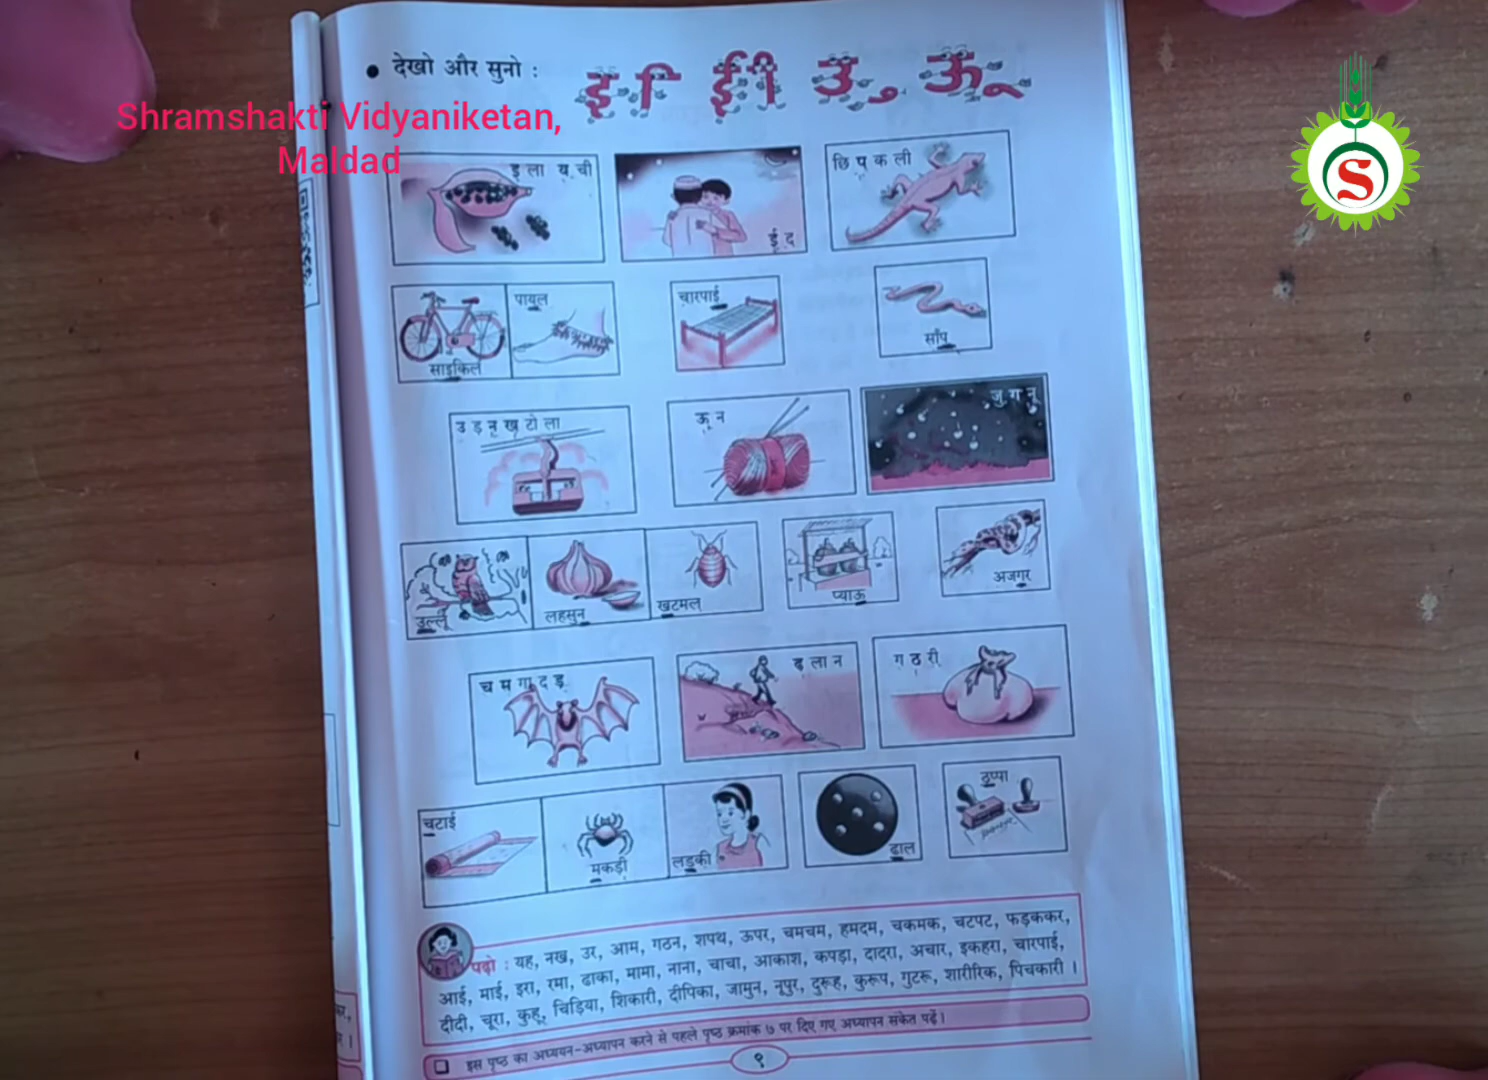 ● देखो और सुनो :
इ ि ई ी उ ु ऊ ू
Shramshakti Vidyaniketan,
Maldad
S
इ ला य ची
ई द
छि प क ली
साइकिल
पायल
चारपाई
साँप
उ ड़ न ख टो ला
ऊ न
जु ग नू
उल्लू
लहसुन
खटमल
प्याऊ
अजगर
च म गा द ड़
ढ ला न
ग ठ री
चटाई
मकड़ी
लड़की
ढाल
ठप्पा
पढ़ो : यह, नख, उर, आम, गठन, शपथ, ऊपर, चमचम, हमदम, चकमक, चटपट, फड़ककर,
आई, माई, इरा, रमा, ढाका, मामा, नाना, चाचा, आकाश, कपड़ा, दादरा, अचार, इकहरा, चारपाई,
दीदी, चूरा, कुहू, चिड़िया, शिकारी, दीपिका, जामुन, नूपुर, दुरूह, कुरूप, गुटरू, शारीरिक, पिचकारी ।
❑ इस पृष्ठ का अध्ययन-अध्यापन करने से पहले पृष्ठ क्रमांक ७ पर दिए गए अध्यापन संकेत पढ़ें।
९